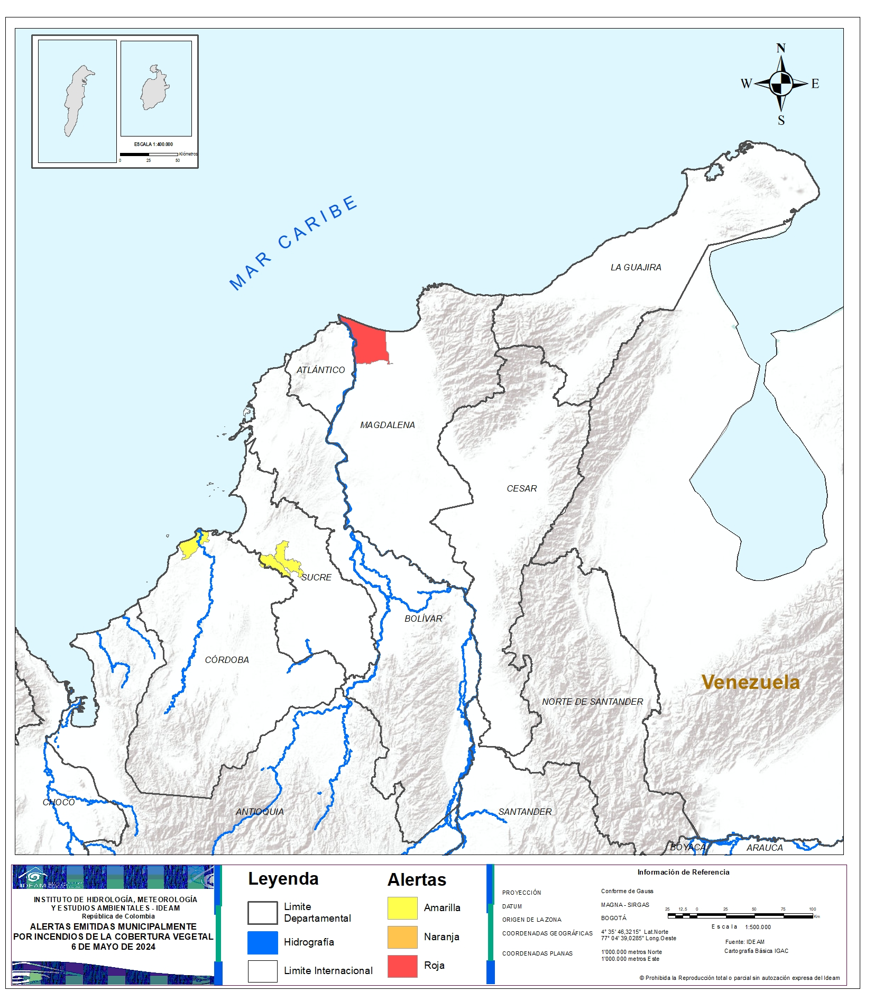 N
W
E
S
ESCALA 1:400.000
Kilómetros
0 25 50
MAR CARIBE
LA GUAJIRA
ATLÁNTICO
MAGDALENA
CESAR
SUCRE
BOLÍVAR
CÓRDOBA
Venezuela
NORTE DE SANTANDER
CHOCÓ
ANTIOQUIA
SANTANDER
BOYACÁ
ARAUCA
IDEAM
INSTITUTO DE HIDROLOGÍA, METEOROLOGÍA
Y ESTUDIOS AMBIENTALES - IDEAM
República de Colombia
ALERTAS EMITIDAS MUNICIPALMENTE
POR INCENDIOS DE LA COBERTURA VEGETAL
6 DE MAYO DE 2024
Leyenda
Limite
Departamental
Hidrografía
Limite Internacional
Alertas
Amarilla
Naranja
Roja
Información de Referencia
PROYECCIÓN
Conforme de Gauss
DATUM
MAGNA - SIRGAS
ORIGEN DE LA ZONA
BOGOTÁ
COORDENADAS GEOGRÁFICAS
4° 35' 46,3215" Lat.Norte
77° 04' 39,0285" Long.Oeste
COORDENADAS PLANAS
1'000.000 metros Norte
1'000.000 metros Este
25 12,5 0 25 50 75 100
Km
Escala 1:500.000
Fuente: IDEAM
Cartografía Básica IGAC
© Prohibida la Reproducción total o parcial sin autozación expresa del Ideam